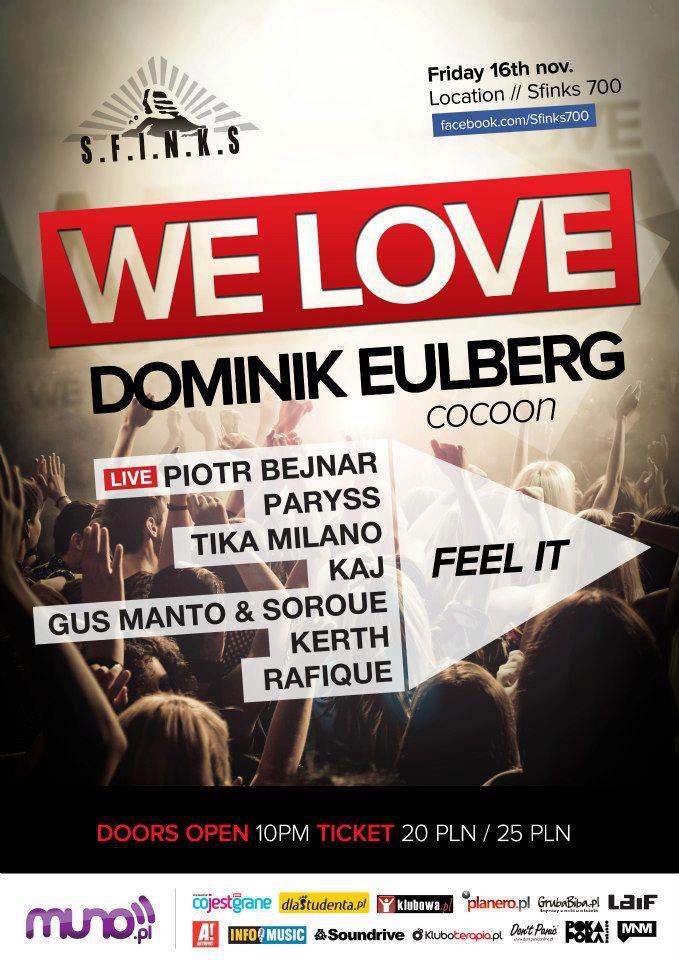 Friday 16th nov.
Location // Sfinks 700
facebook.com/Sfinks700
S.F.I.N.K.S
WE LOVE
DOMINIK EULBERG
cocoon
LIVE PIOTR BEJNAR
PARYSS
TIKA MILANO
KAJ
GUS MANTO & SOROUE
KERTH
RAFIQUE
FEEL IT
DOORS OPEN 10PM TICKET 20 PLN / 25 PLN
muno.pl
cojestgrane dlaStudenta.pl klubowa.pl planero.pl GrubaBiba.pl LAIF
A! INFOMUSIC Soundrive Kluboterapia.pl Don't Panic POKA POKA! MNM